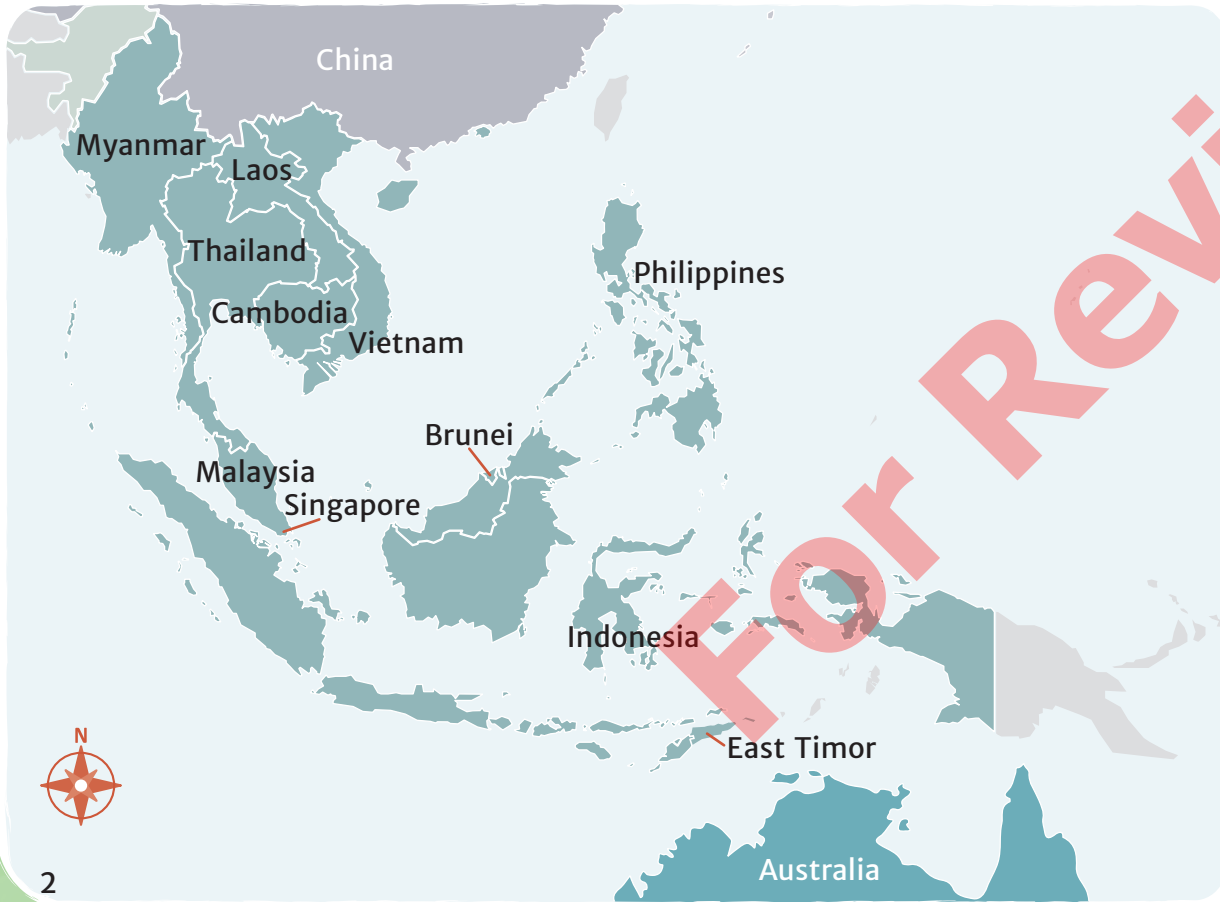 China
Myanmar
Laos
Thailand
Philippines
Cambodia
Vietnam
Brunei
Malaysia
Singapore
Indonesia
N
East Timor
Australia
2
For Revi